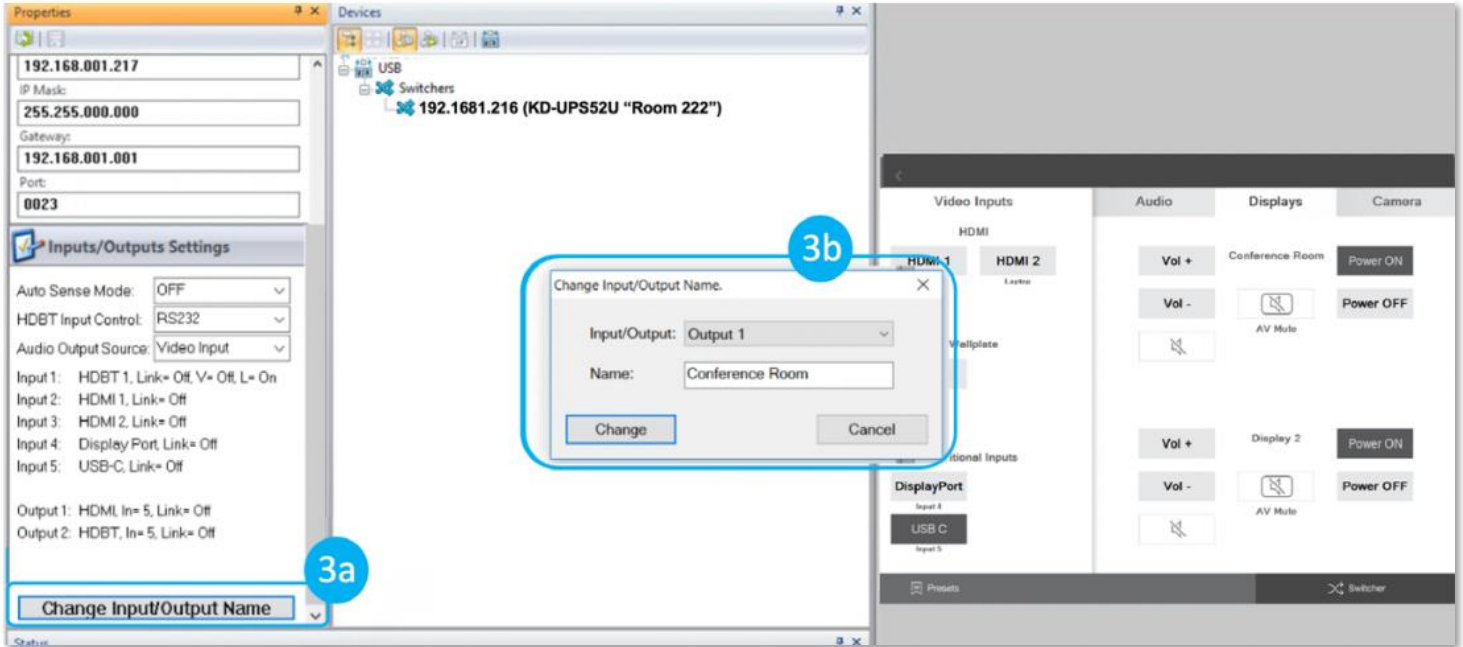 Properties
192.168.001.217
IP Mask:
255.255.000.000
Gateway:
192.168.001.001
Port:
0023
Inputs/Outputs Settings
Auto Sense Mode: OFF
HDBT Input Control: RS232
Audio Output Source: Video Input
Input 1: HDBT 1, Link= Off, V= Off, L= On
Input 2: HDMI 1, Link= Off
Input 3: HDMI 2, Link= Off
Input 4: Display Port, Link= Off
Input 5: USB-C, Link= Off
Output 1: HDMI, In= 5, Link= Off
Output 2: HDBT, In= 5, Link= Off
3a
Change Input/Output Name
Status
Devices
USB
Switchers
192.1681.216 (KD-UPS52U “Room 222”)
3b
Change Input/Output Name.
Input/Output: Output 1
Name: Conference Room
Change Cancel
Video Inputs
HDMI
HDMI 1 HDMI 2
Laptop
Wallplate
itional Inputs
DisplayPort
Input 4
USB C
Input 5
Audio Displays Camera
Vol + Conference Room Power ON
Vol - Power OFF
AV Mute
Vol + Display 2 Power ON
Vol - Power OFF
AV Mute
Presets Switcher